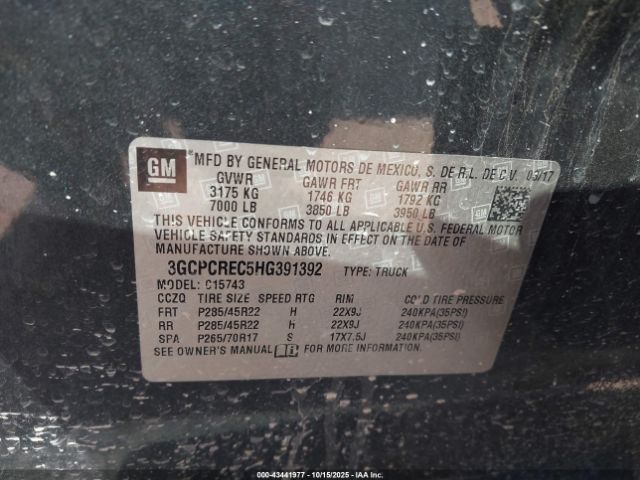 GM
*MFD BY GENERAL MOTORS DE MEXICO, S. DE R.L. DE C.V. 03/17
GVWR GAWR FRT GAWR RR
3175 KG 1746 KG 1792 KG
7000 LB 3850 LB 3950 LB
THIS VEHICLE CONFORMS TO ALL APPLICABLE U.S. FEDERAL MOTOR
VEHICLE SAFETY STANDARDS IN EFFECT ON THE DATE OF
MANUFACTURE SHOWN ABOVE.
3GCPCREC5HG391392 TYPE: TRUCK
MODEL: C15743
CCZQ TIRE SIZE SPEED RTG RIM COLD TIRE PRESSURE
FRT P285/45R22 H 22X9J 240KPA(35PSI)
RR P285/45R22 H 22X9J 240KPA(35PSI)
SPA P265/70R17 S 17X7.5J 240KPA(35PSI)
SEE OWNER'S MANUAL FOR MORE INFORMATION.
000-43441977 10/15/2025 IAAI.COM